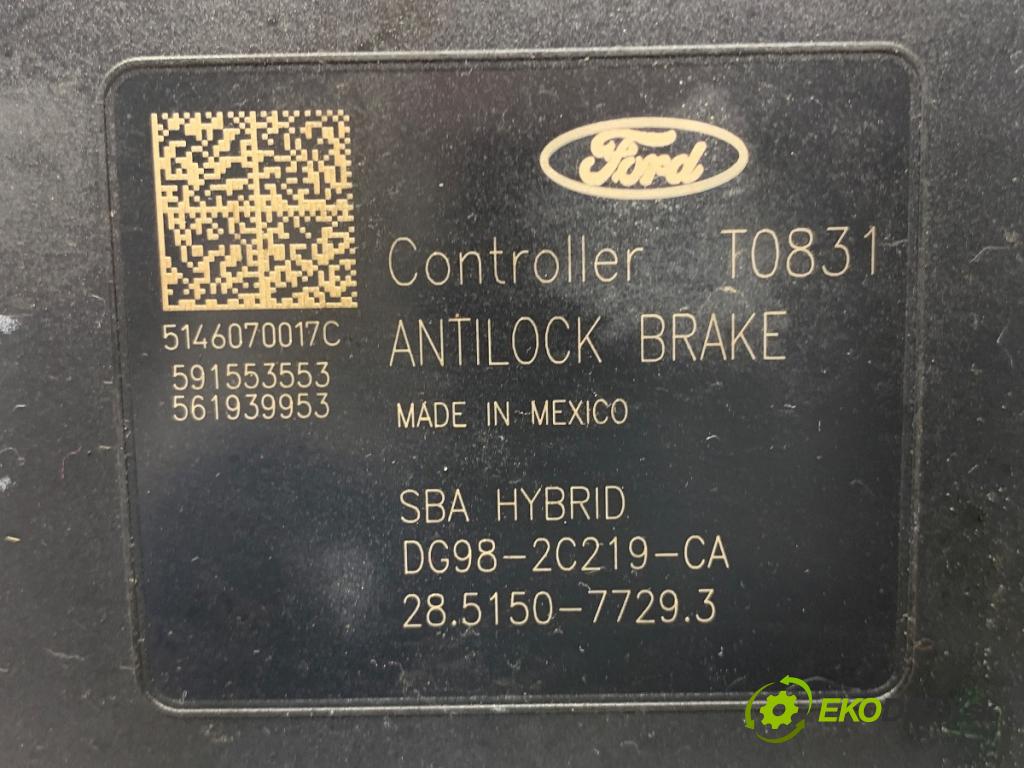 Ford
Controller T0831
5146070017C
591553553
561939953
ANTILOCK BRAKE
MADE IN MEXICO
SBA HYBRID
DG98-2C219-CA
28.5150-7729.3
EKO